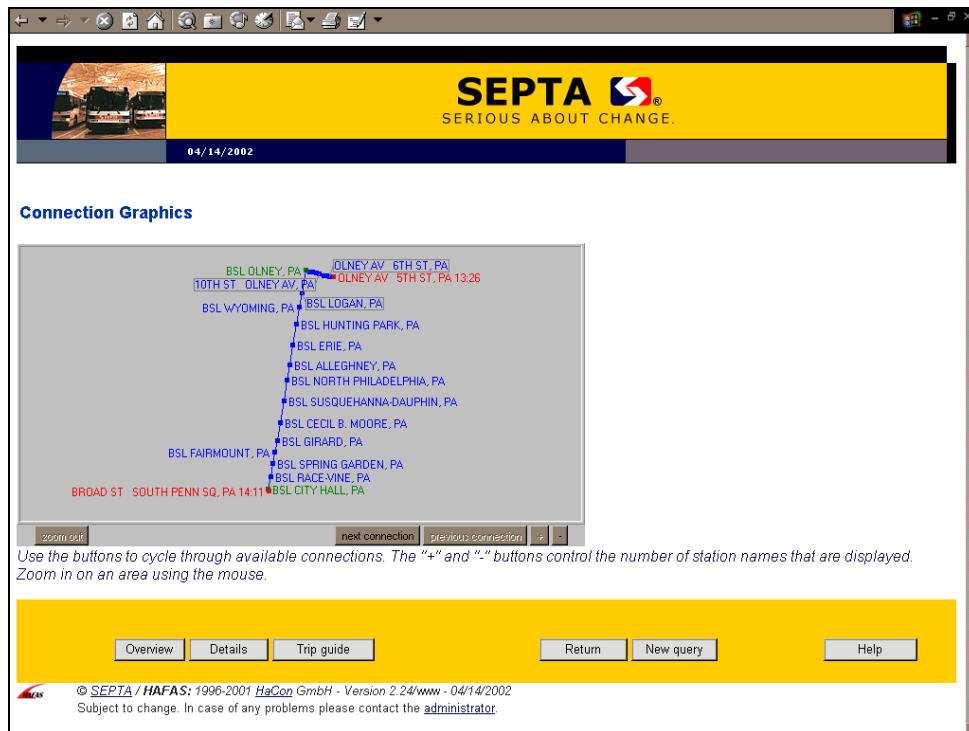 SEPTA
SERIOUS ABOUT CHANGE.
04/14/2002
Connection Graphics
BSL OLNEY, PA
OLNEY AV 6TH ST, PA
OLNEY AV 5TH ST, PA 13:26
10TH ST OLNEY AV, PA
BSL WYOMING, PA
BSL LOGAN, PA
BSL HUNTING PARK, PA
BSL ERIE, PA
BSL ALLEGHNEY, PA
BSL NORTH PHILADELPHIA, PA
BSL SUSQUEHANNA-DAUPHIN, PA
BSL CECIL B. MOORE, PA
BSL GIRARD, PA
BSL FAIRMOUNT, PA
BSL SPRING GARDEN, PA
BSL RACE-VINE, PA
BROAD ST SOUTH PENN SQ, PA 14:11 BSL CITY HALL, PA
zoom out next connection previous connection + -
Use the buttons to cycle through available connections. The "+" and "-" buttons control the number of station names that are displayed.
Zoom in on an area using the mouse.
Overview Details Trip guide Return New query Help
HAFAS © SEPTA / HAFAS: 1996-2001 HaCon GmbH - Version 2.24/www - 04/14/2002
Subject to change. In case of any problems please contact the administrator.